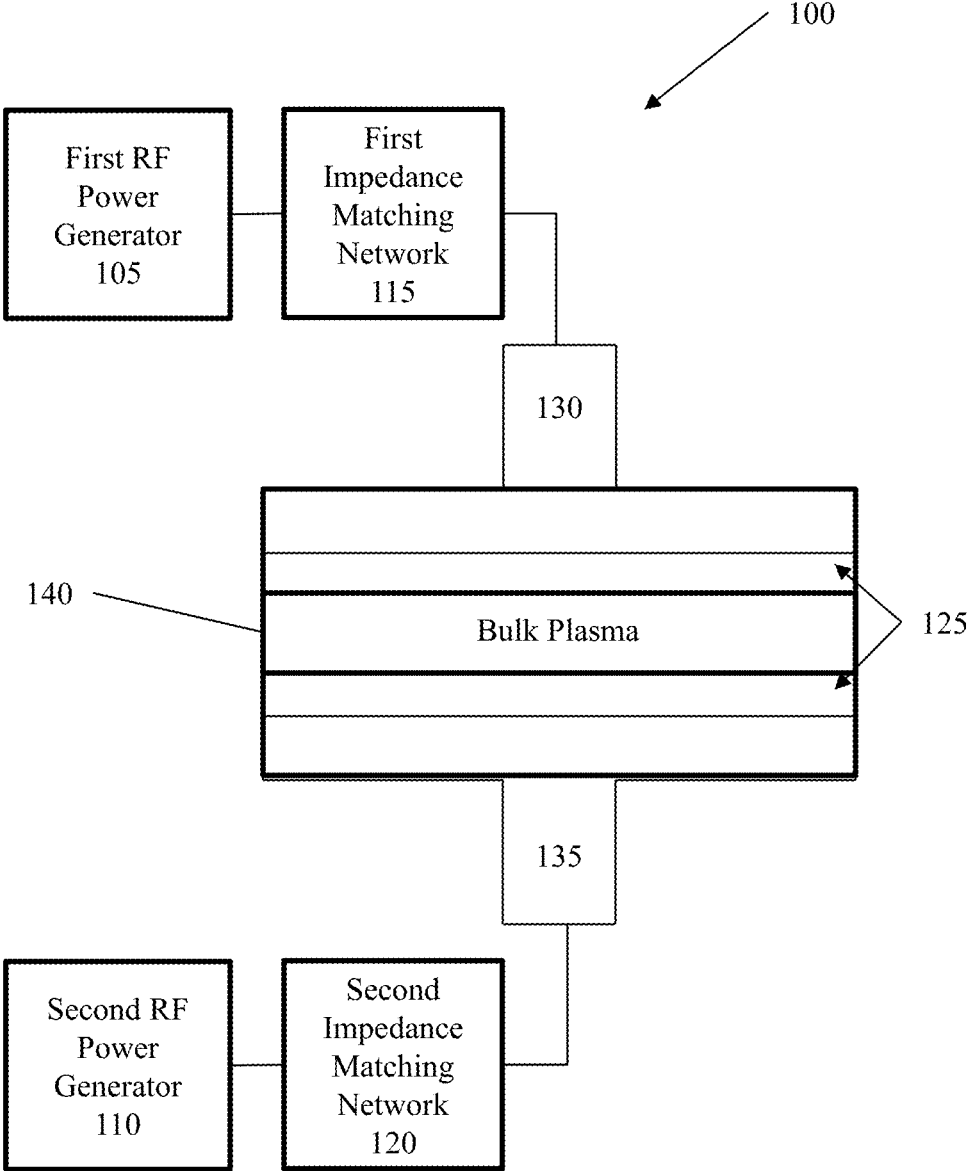 100
First RF
Power
Generator
105
First
Impedance
Matching
Network
115
130
140
Bulk Plasma
125
135
Second RF
Power
Generator
110
Second
Impedance
Matching
Network
120